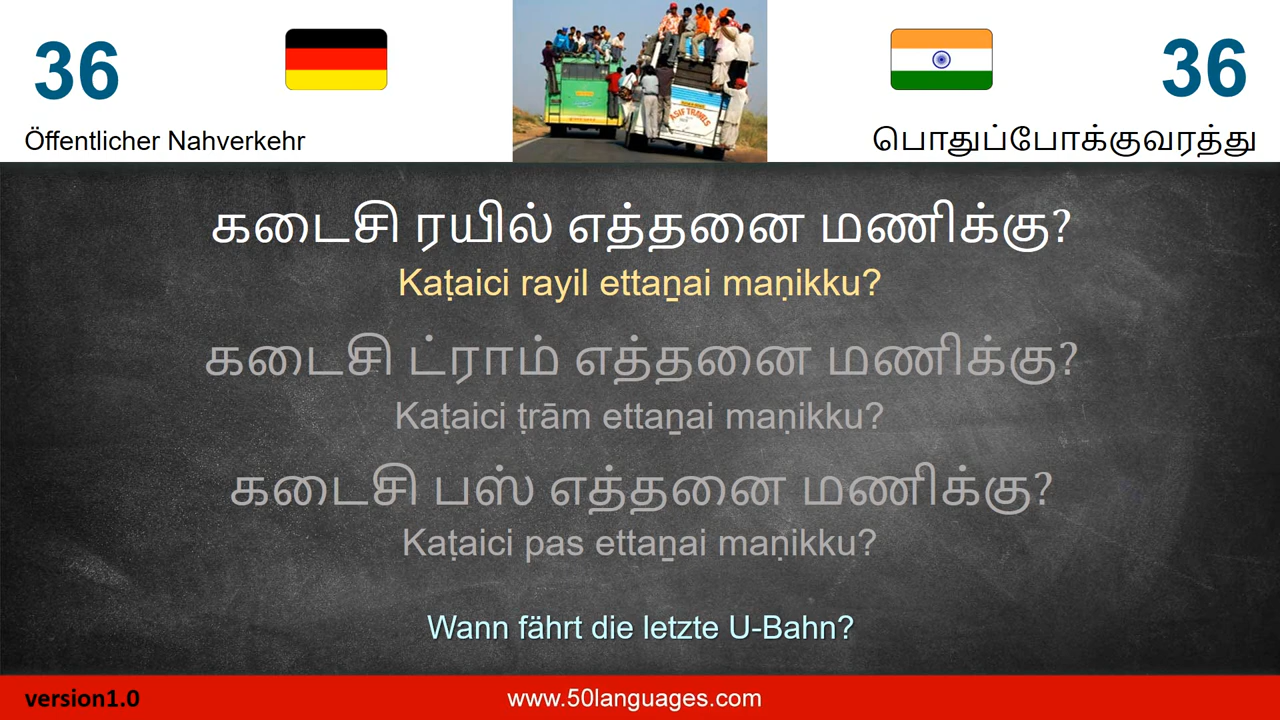 36
36
Öffentlicher Nahverkehr
பொதுப்போக்குவரத்து
ASIF TRAVELS
கடைசி ரயில் எத்தனை மணிக்கு?
Kaṭaici rayil ettaṉai maṇikku?
கடைசி ட்ராம் எத்தனை மணிக்கு?
Kaṭaici ṭrām ettaṉai maṇikku?
கடைசி பஸ் எத்தனை மணிக்கு?
Kaṭaici pas ettaṉai maṇikku?
Wann fährt die letzte U-Bahn?
version1.0
www.50languages.com